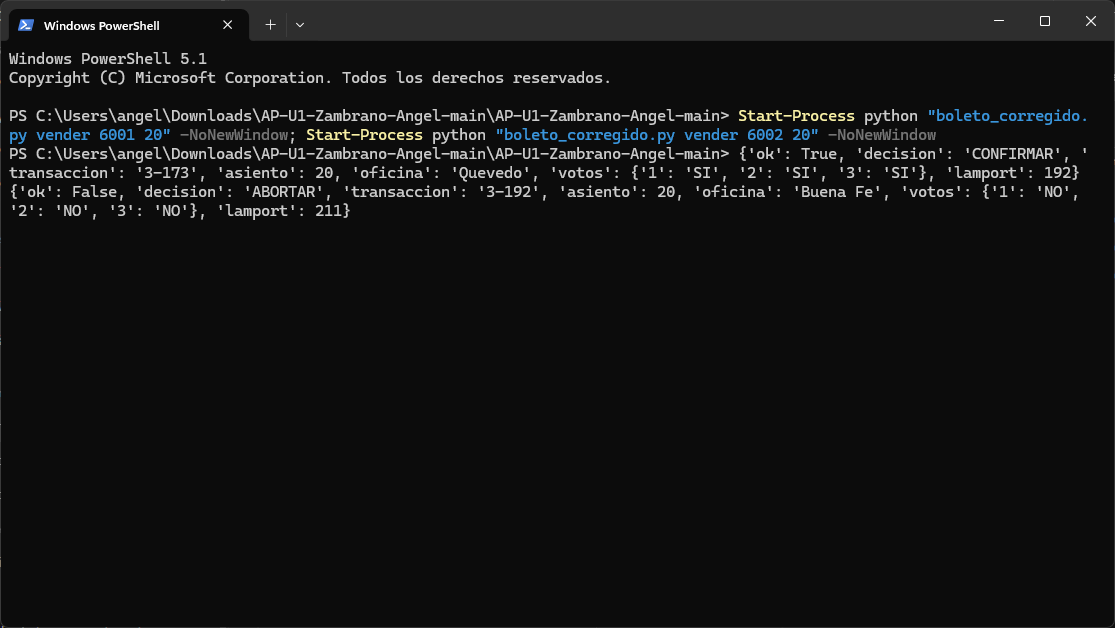 Windows PowerShell
Windows PowerShell 5.1
Copyright (C) Microsoft Corporation. Todos los derechos reservados.
PS C:\Users\angel\Downloads\AP-U1-Zambrano-Angel-main\AP-U1-Zambrano-Angel-main> Start-Process python "boleto_corregido.
py vender 6001 20" -NoNewWindow; Start-Process python "boleto_corregido.py vender 6002 20" -NoNewWindow
PS C:\Users\angel\Downloads\AP-U1-Zambrano-Angel-main\AP-U1-Zambrano-Angel-main> {'ok': True, 'decision': 'CONFIRMAR', '
transaccion': '3-173', 'asiento': 20, 'oficina': 'Quevedo', 'votos': {'1': 'SI', '2': 'SI', '3': 'SI'}, 'lamport': 192}
{'ok': False, 'decision': 'ABORTAR', 'transaccion': '3-192', 'asiento': 20, 'oficina': 'Buena Fe', 'votos': {'1': 'NO',
'2': 'NO', '3': 'NO'}, 'lamport': 211}